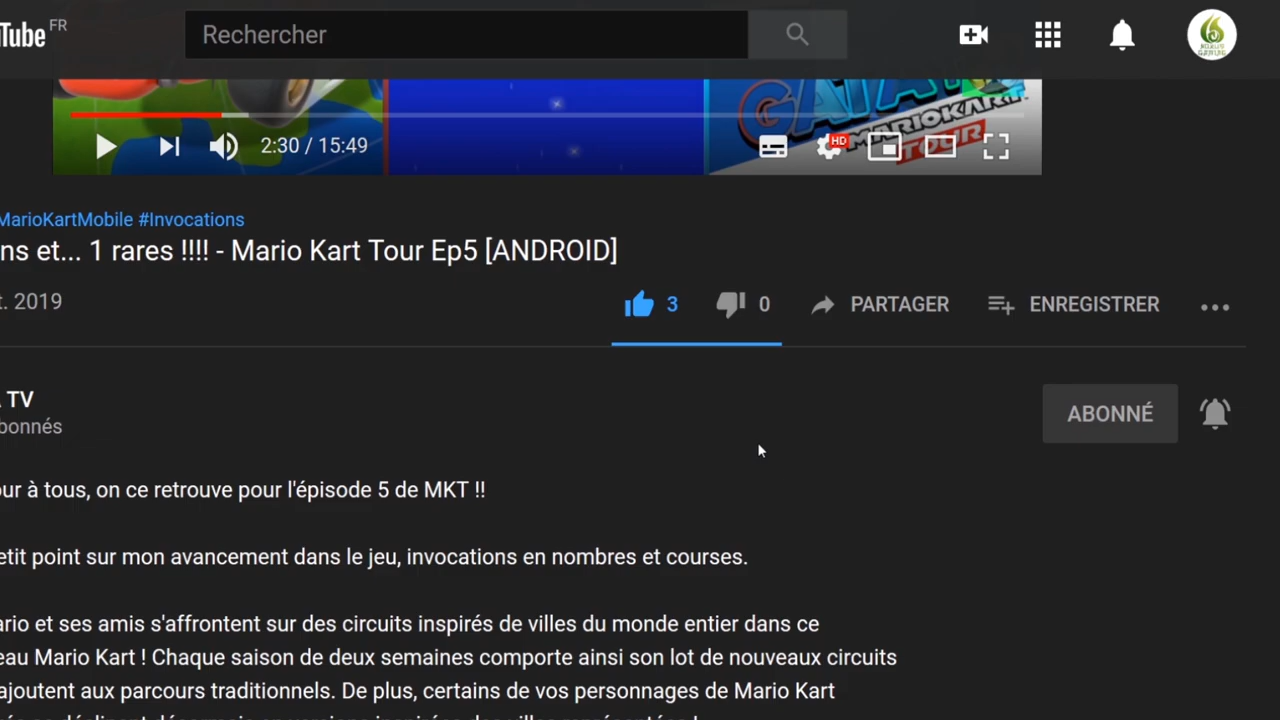 Tube FR
Rechercher
GATA
MARIOKART
TOUR
2:30 / 15:49
HD
MarioKartMobile #Invocations
ns et... 1 rares !!!! - Mario Kart Tour Ep5 [ANDROID]
t. 2019
3
0
PARTAGER
ENREGISTRER
TV
bonnés
ABONNÉ
ur à tous, on ce retrouve pour l'épisode 5 de MKT !!
etit point sur mon avancement dans le jeu, invocations en nombres et courses.
ario et ses amis s'affrontent sur des circuits inspirés de villes du monde entier dans ce
eau Mario Kart ! Chaque saison de deux semaines comporte ainsi son lot de nouveaux circuits
ajoutent aux parcours traditionnels. De plus, certains de vos personnages de Mario Kart